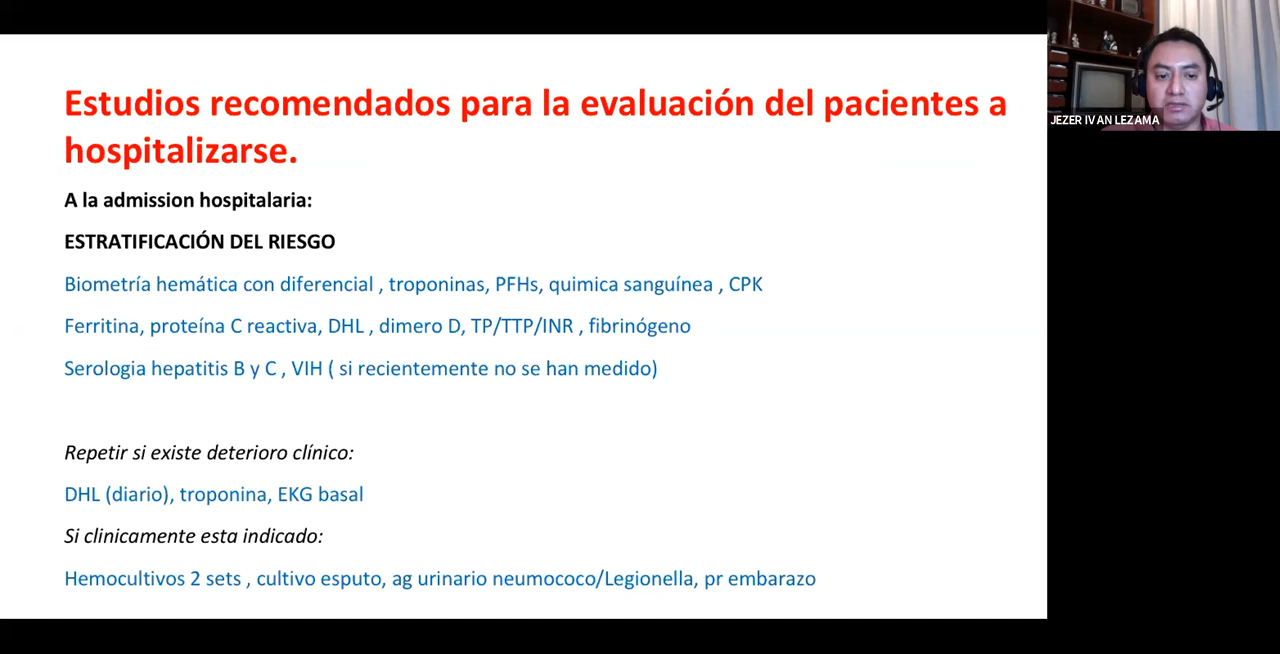 Estudios recomendados para la evaluación del pacientes a
hospitalizarse.
A la admission hospitalaria:
ESTRATIFICACIÓN DEL RIESGO
Biometría hemática con diferencial , troponinas, PFHs, quimica sanguínea , CPK
Ferritina, proteína C reactiva, DHL , dimero D, TP/TTP/INR , fibrinógeno
Serologia hepatitis B y C , VIH ( si recientemente no se han medido)
Repetir si existe deterioro clínico:
DHL (diario), troponina, EKG basal
Si clinicamente esta indicado:
Hemocultivos 2 sets , cultivo esputo, ag urinario neumococo/Legionella, pr embarazo
JEZER IVAN LEZAMA